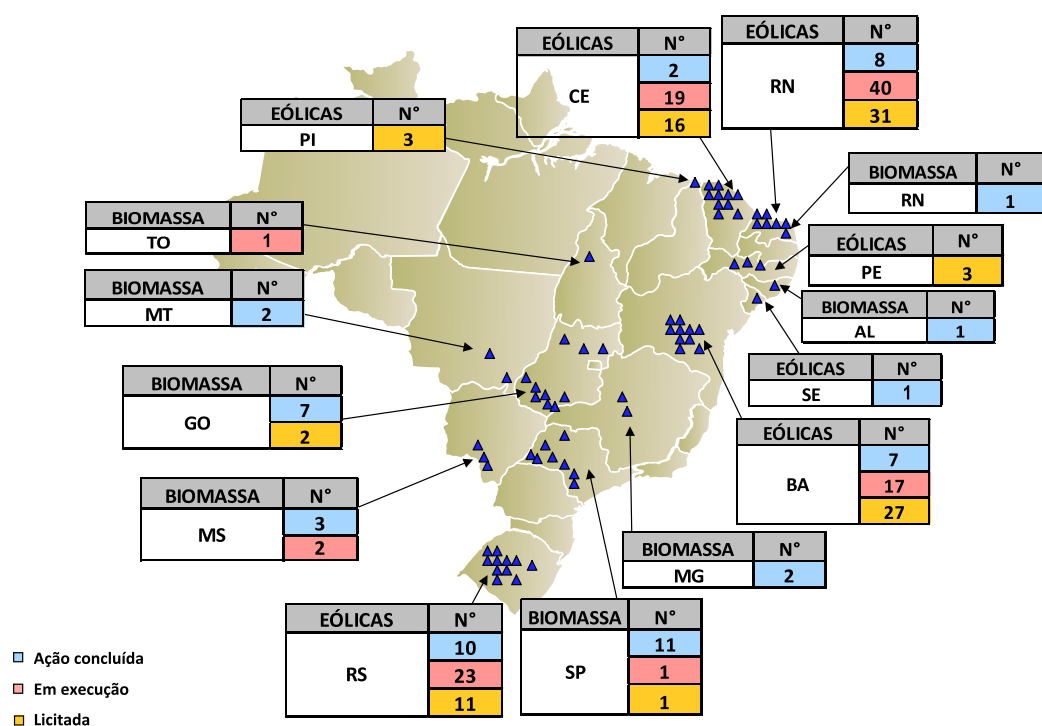 EÓLICAS N°
CE
2
19
16
EÓLICAS N°
RN
8
40
31
EÓLICAS N°
PI 3
BIOMASSA N°
RN 1
BIOMASSA N°
TO 1
EÓLICAS N°
PE 3
BIOMASSA N°
MT 2
BIOMASSA N°
AL 1
EÓLICAS N°
SE 1
BIOMASSA N°
GO
7
2
EÓLICAS N°
BA
7
17
27
BIOMASSA N°
MS
3
2
BIOMASSA N°
MG 2
EÓLICAS N°
RS
10
23
11
BIOMASSA N°
SP
11
1
1
Ação concluída
Em execução
Licitada